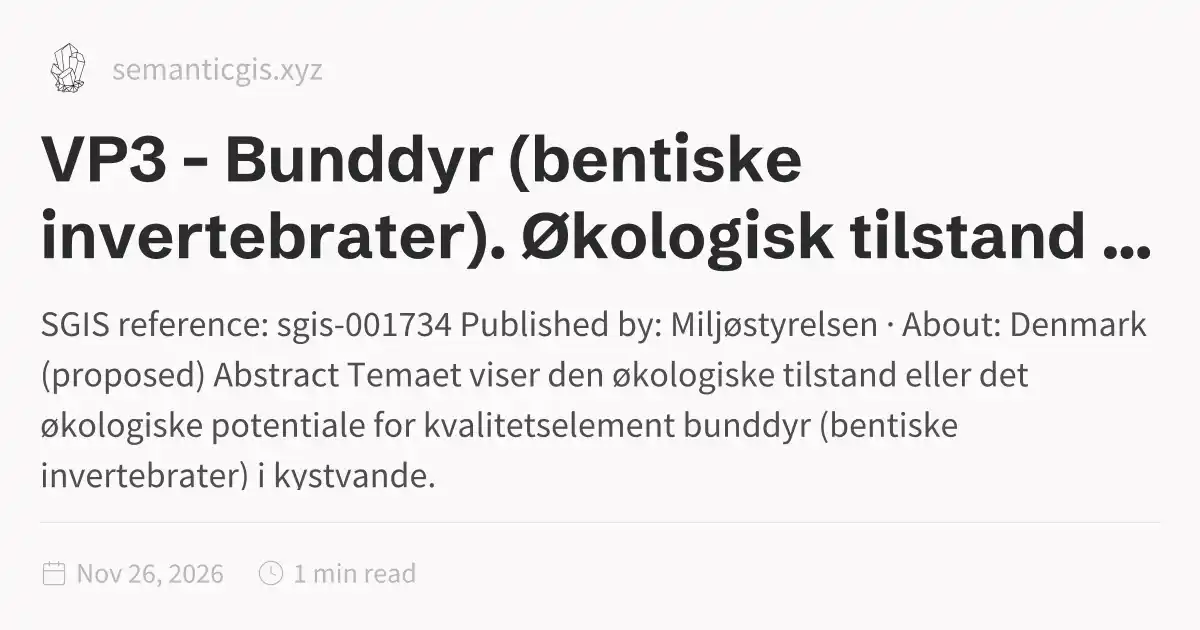 semanticgis.xyz
VP3 - Bunddyr (bentiske
invertebrater). Økologisk tilstand ...
SGIS reference: sgis-001734 Published by: Miljøstyrelsen · About: Denmark
(proposed) Abstract Temaet viser den økologiske tilstand eller det
økologiske potentiale for kvalitetselement bunddyr (bentiske
invertebrater) i kystvande.
Nov 26, 2026
1 min read